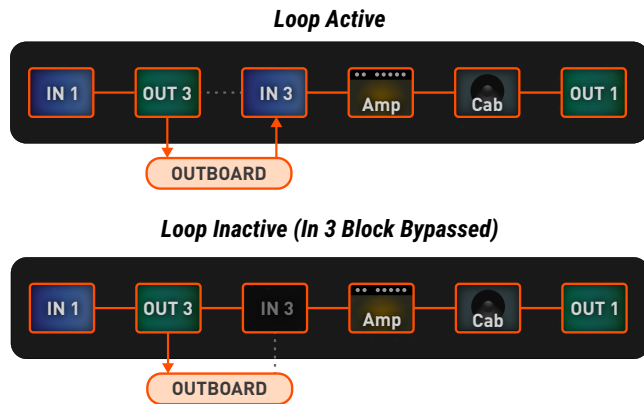 Loop Active
IN 1 OUT 3 IN 3 Amp Cab OUT 1
OUTBOARD
Loop Inactive (In 3 Block Bypassed)
IN 1 OUT 3 IN 3 Amp Cab OUT 1
OUTBOARD